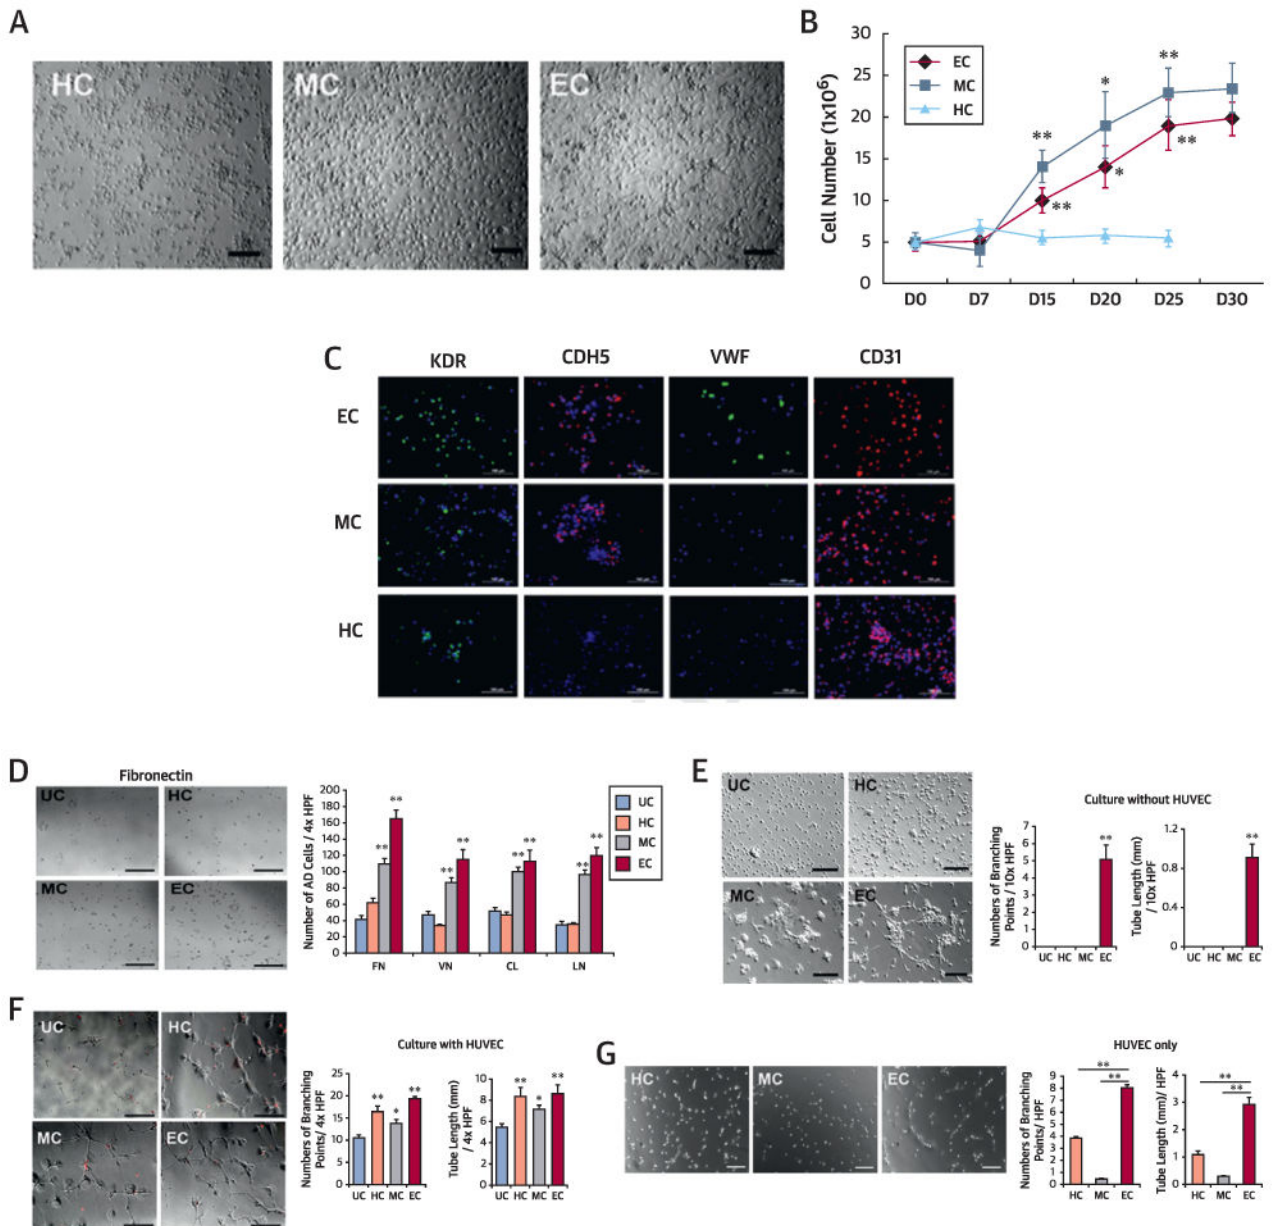 A
HC
MC
EC
B
30
25
20
15
10
5
0
Cell Number (1x10⁶)
EC
MC
HC
**
*
**
**
*
**
D0 D7 D15 D20 D25 D30
C
KDR CDH5 VWF CD31
EC
MC
HC
D
Fibronectin
UC HC
MC EC
Number of AD Cells / 4x HPF
200
180
160
140
120
100
80
60
40
20
0
** **
** **
** **
** **
FN VN CL LN
UC
HC
MC
EC
E
UC HC
MC EC
Culture without HUVEC
Numbers of Branching
Points / 10x HPF
7
6
5
4
3
2
1
0
**
UC HC MC EC
Tube Length (mm)
/ 10x HPF
1.2
0.8
0.4
0
**
UC HC MC EC
F
UC HC
MC EC
Culture with HUVEC
Numbers of Branching
Points/ 4x HPF
25
20
15
10
5
0
** * **
UC HC MC EC
Tube Length (mm)
/ 4x HPF
10
8
6
4
2
0
** * **
UC HC MC EC
G
HC MC EC
HUVEC only
Numbers of Branching
Points/ HPF
9
8
7
6
5
4
3
2
1
0
**
**
HC MC EC
Tube Length (mm)/ HPF
4
3
2
1
0
**
**
HC MC EC